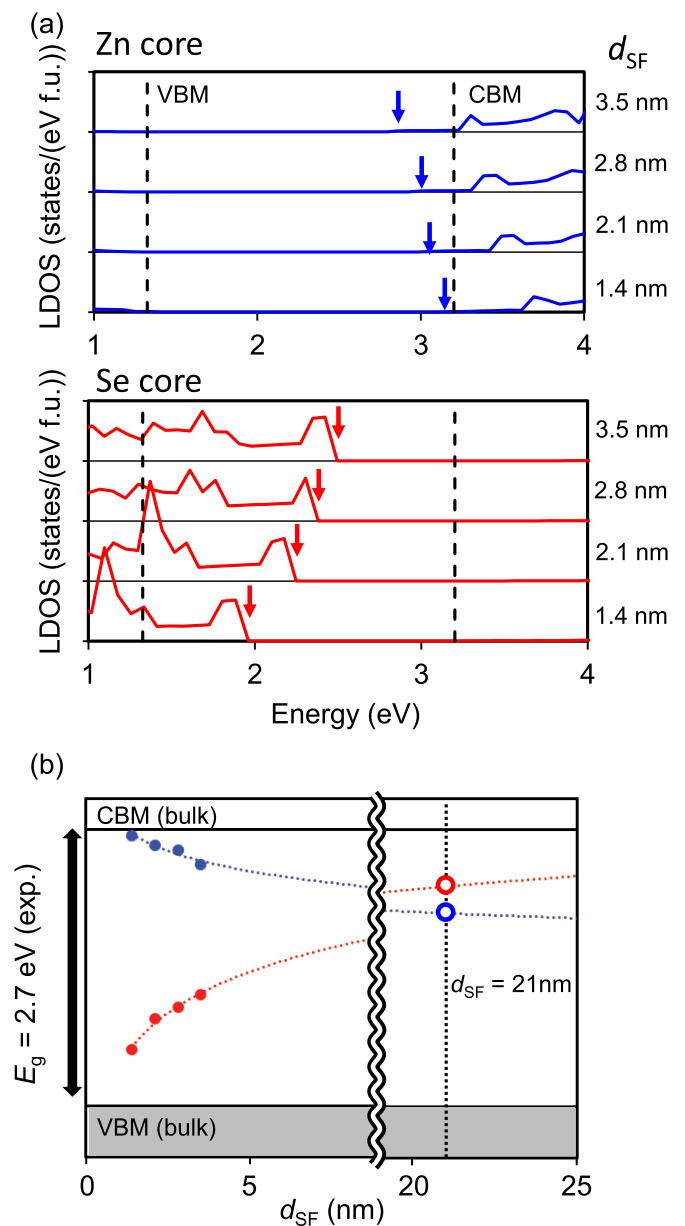 (a)
Zn core
d_SF
LDOS (states/(eV f.u.))
VBM
CBM
3.5 nm
2.8 nm
2.1 nm
1.4 nm
1 2 3 4
Se core
LDOS (states/(eV f.u.))
3.5 nm
2.8 nm
2.1 nm
1.4 nm
1 2 3 4
Energy (eV)
(b)
CBM (bulk)
E_g = 2.7 eV (exp.)
d_SF = 21nm
VBM (bulk)
0 5 20 25
d_SF (nm)